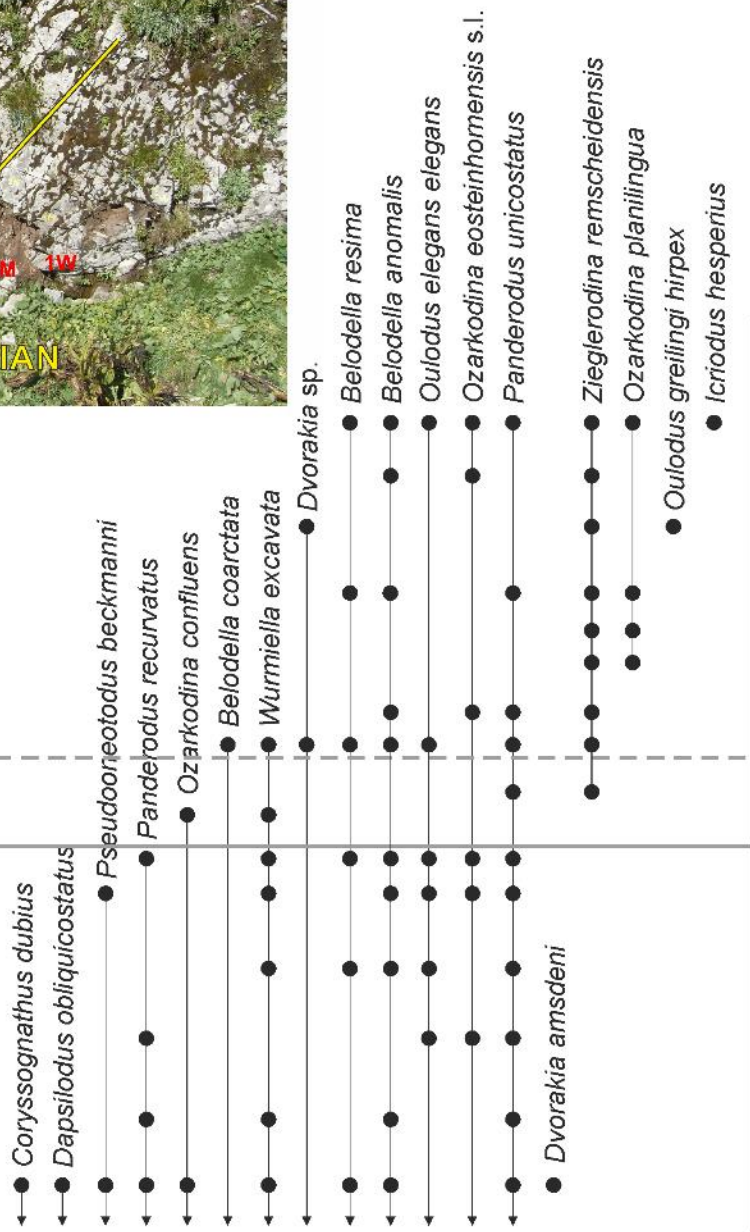 M
1W
IAN
Coryssognathus dubius
Dapsilodus obliquicostatus
Pseudooneotodus beckmanni
Panderodus recurvatus
Ozarkodina confluens
Belodella coarctata
Wurmiella excavata
Dvorakia sp.
Belodella resima
Belodella anomalis
Oulodus elegans elegans
Ozarkodina eosteinhornensis s.l.
Panderodus unicostatus
Dvorakia amsdeni
Zieglerodina remscheidensis
Ozarkodina planilingua
Oulodus greilingi hirpex
Icriodus hesperius